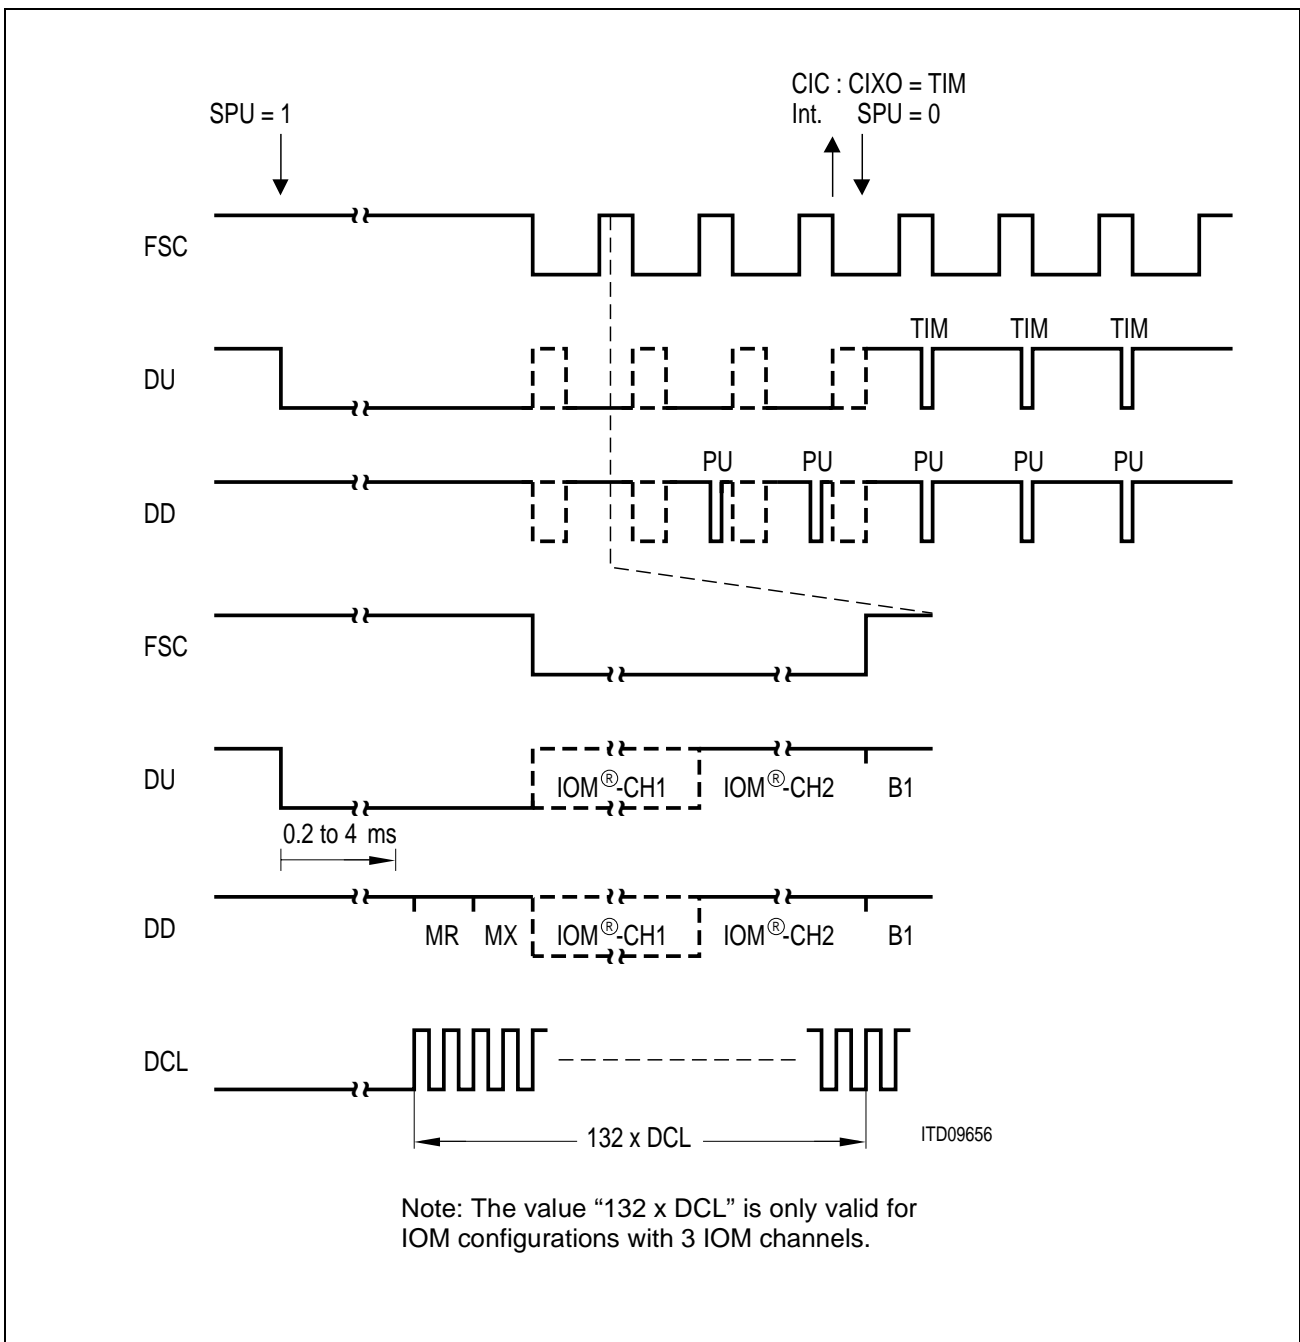 CIC : CIXO = TIM
SPU = 1
Int. SPU = 0
FSC
TIM TIM TIM
DU
PU PU PU PU PU
DD
FSC
DU
IOM®-CH1 IOM®-CH2 B1
0.2 to 4 ms
DD
MR MX IOM®-CH1 IOM®-CH2 B1
DCL
132 x DCL
ITD09656
Note: The value “132 x DCL” is only valid for
IOM configurations with 3 IOM channels.